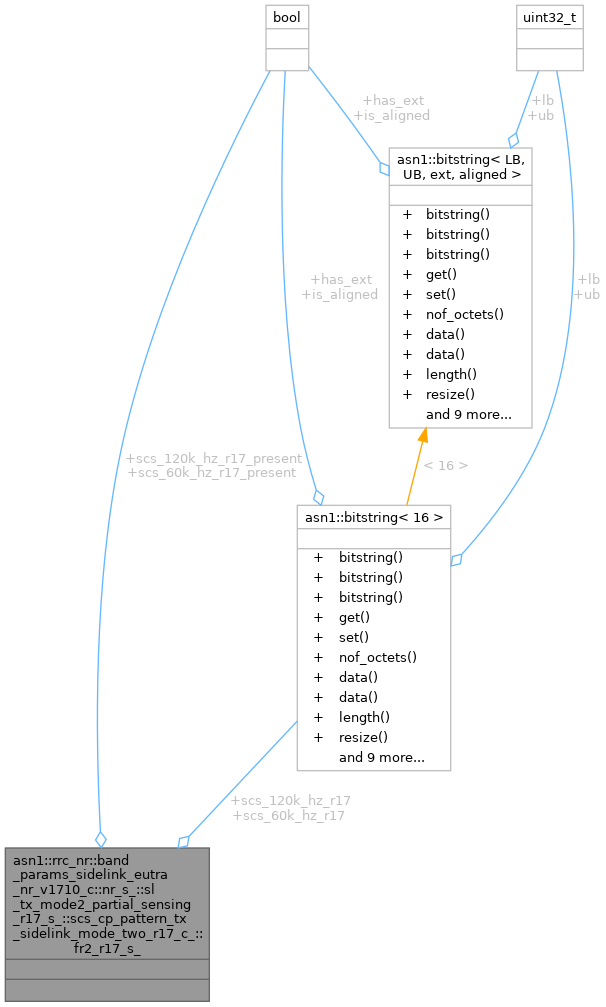 bool
uint32_t
+has_ext
+is_aligned
+lb
+ub
asn1::bitstring< LB,
UB, ext, aligned >
+ bitstring()
+ bitstring()
+ bitstring()
+ get()
+ set()
+ nof_octets()
+ data()
+ data()
+ length()
+ resize()
and 9 more...
+has_ext
+is_aligned
+lb
+ub
+scs_120k_hz_r17_present
+scs_60k_hz_r17_present
< 16 >
asn1::bitstring< 16 >
+ bitstring()
+ bitstring()
+ bitstring()
+ get()
+ set()
+ nof_octets()
+ data()
+ data()
+ length()
+ resize()
and 9 more...
+scs_120k_hz_r17
+scs_60k_hz_r17
asn1::rrc_nr::band
_params_sidelink_eutra
_nr_v1710_c::nr_s_::sl
_tx_mode2_partial_sensing
_r17_s_::scs_cp_pattern_tx
_sidelink_mode_two_r17_c_::
fr2_r17_s_